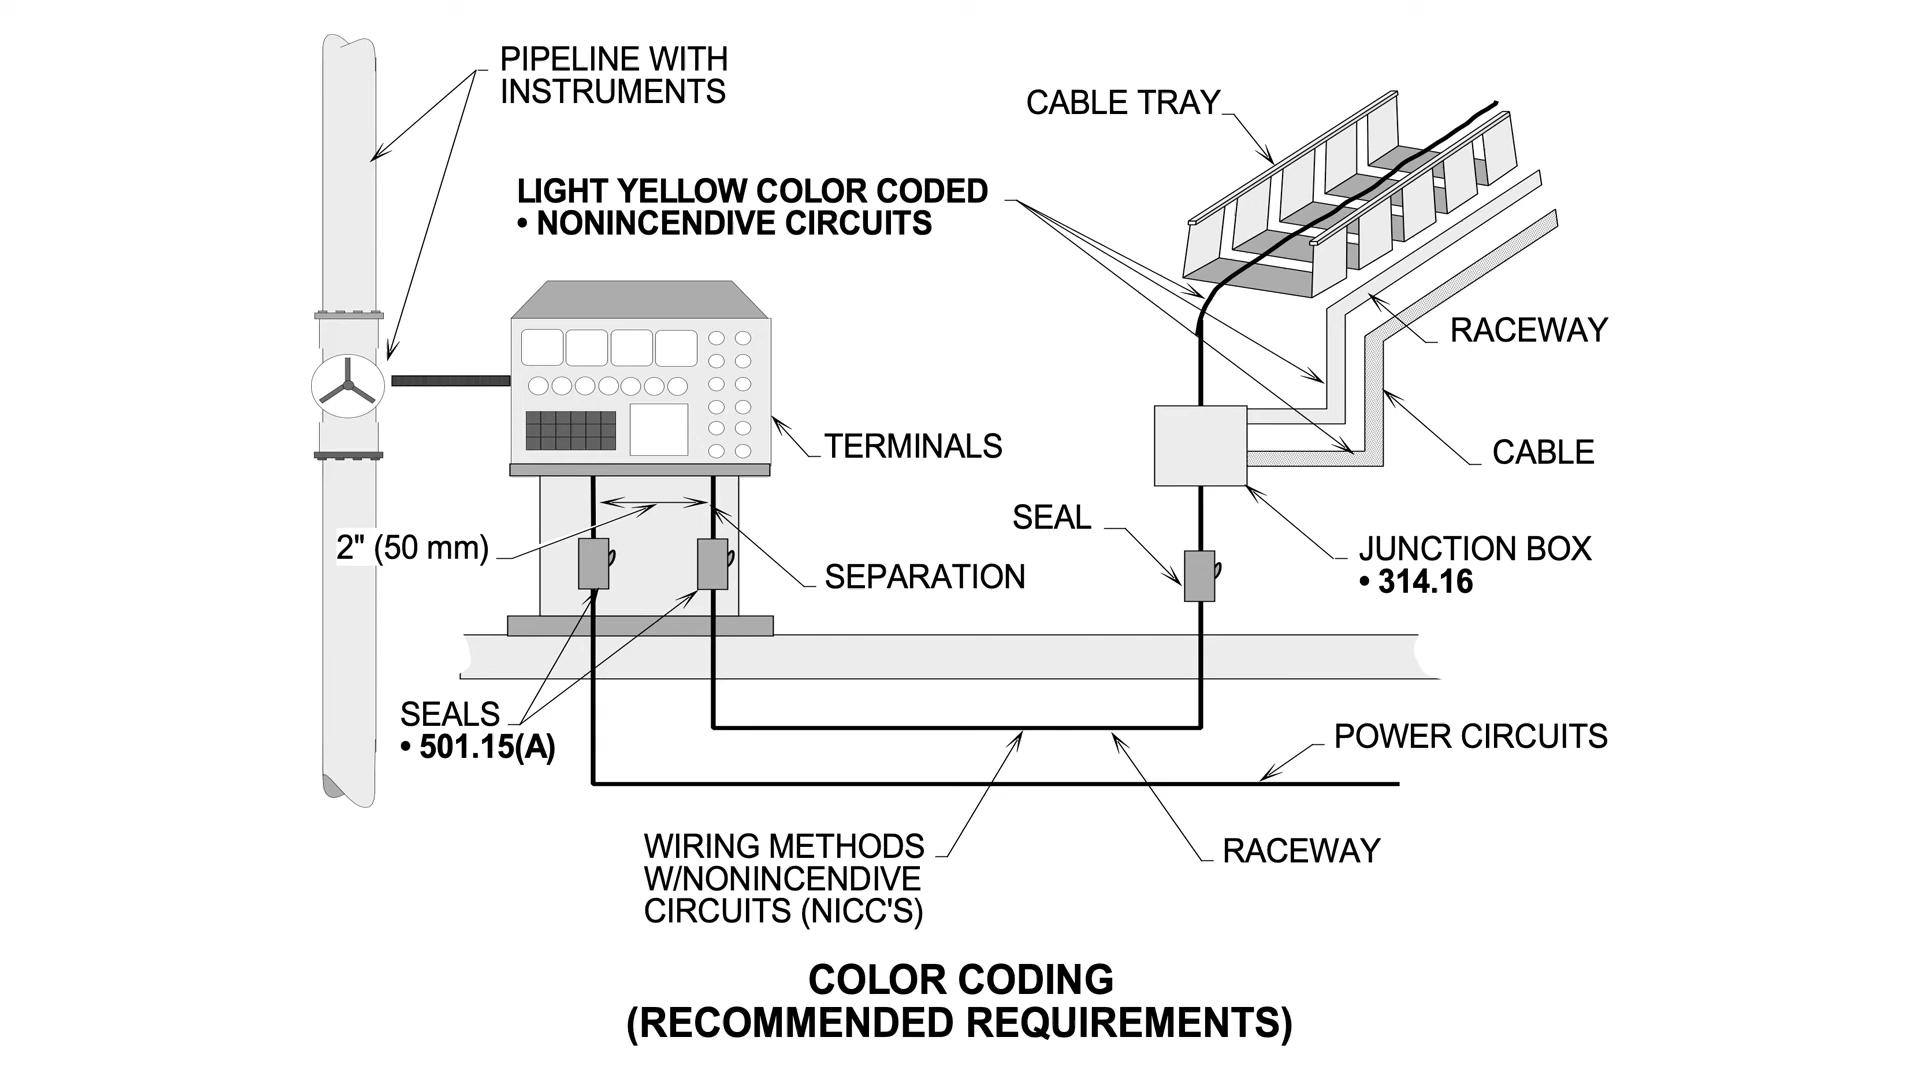 PIPELINE WITH
INSTRUMENTS
CABLE TRAY
LIGHT YELLOW COLOR CODED
• NONINCENDIVE CIRCUITS
RACEWAY
TERMINALS
CABLE
SEAL
2" (50 mm)
JUNCTION BOX
• 314.16
SEPARATION
SEALS
• 501.15(A)
POWER CIRCUITS
WIRING METHODS
W/NONINCENDIVE
CIRCUITS (NICC'S)
RACEWAY
COLOR CODING
(RECOMMENDED REQUIREMENTS)